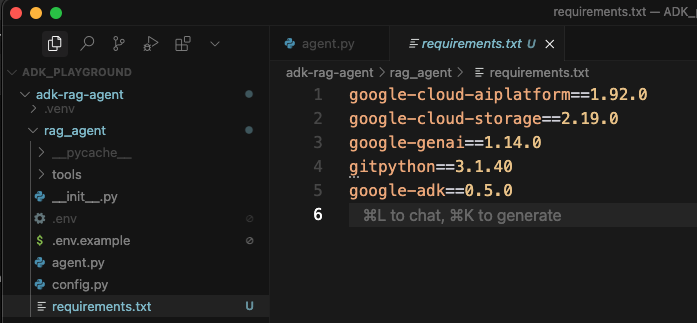 requirements.txt — ADK_
ADK_PLAYGROUND
adk-rag-agent
.venv
rag_agent
__pycache__
tools
__init__.py
.env
$ .env.example
agent.py
config.py
requirements.txt U
agent.py
requirements.txt U
adk-rag-agent > rag_agent > requirements.txt
1 google-cloud-aiplatform==1.92.0
2 google-cloud-storage==2.19.0
3 google-genai==1.14.0
4 gitpython==3.1.40
5 google-adk==0.5.0
6 ⌘L to chat, ⌘K to generate